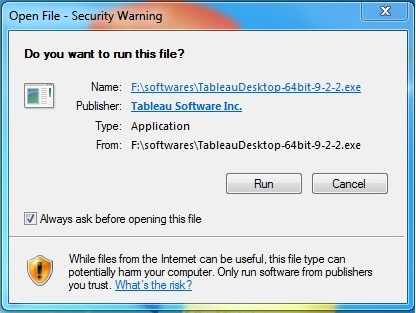 Open File - Security Warning
Do you want to run this file?
Name: F:\softwares\TableauDesktop-64bit-9-2-2.exe
Publisher: Tableau Software Inc.
Type: Application
From: F:\softwares\TableauDesktop-64bit-9-2-2.exe
Run Cancel
Always ask before opening this file
While files from the Internet can be useful, this file type can
potentially harm your computer. Only run software from publishers
you trust. What's the risk?